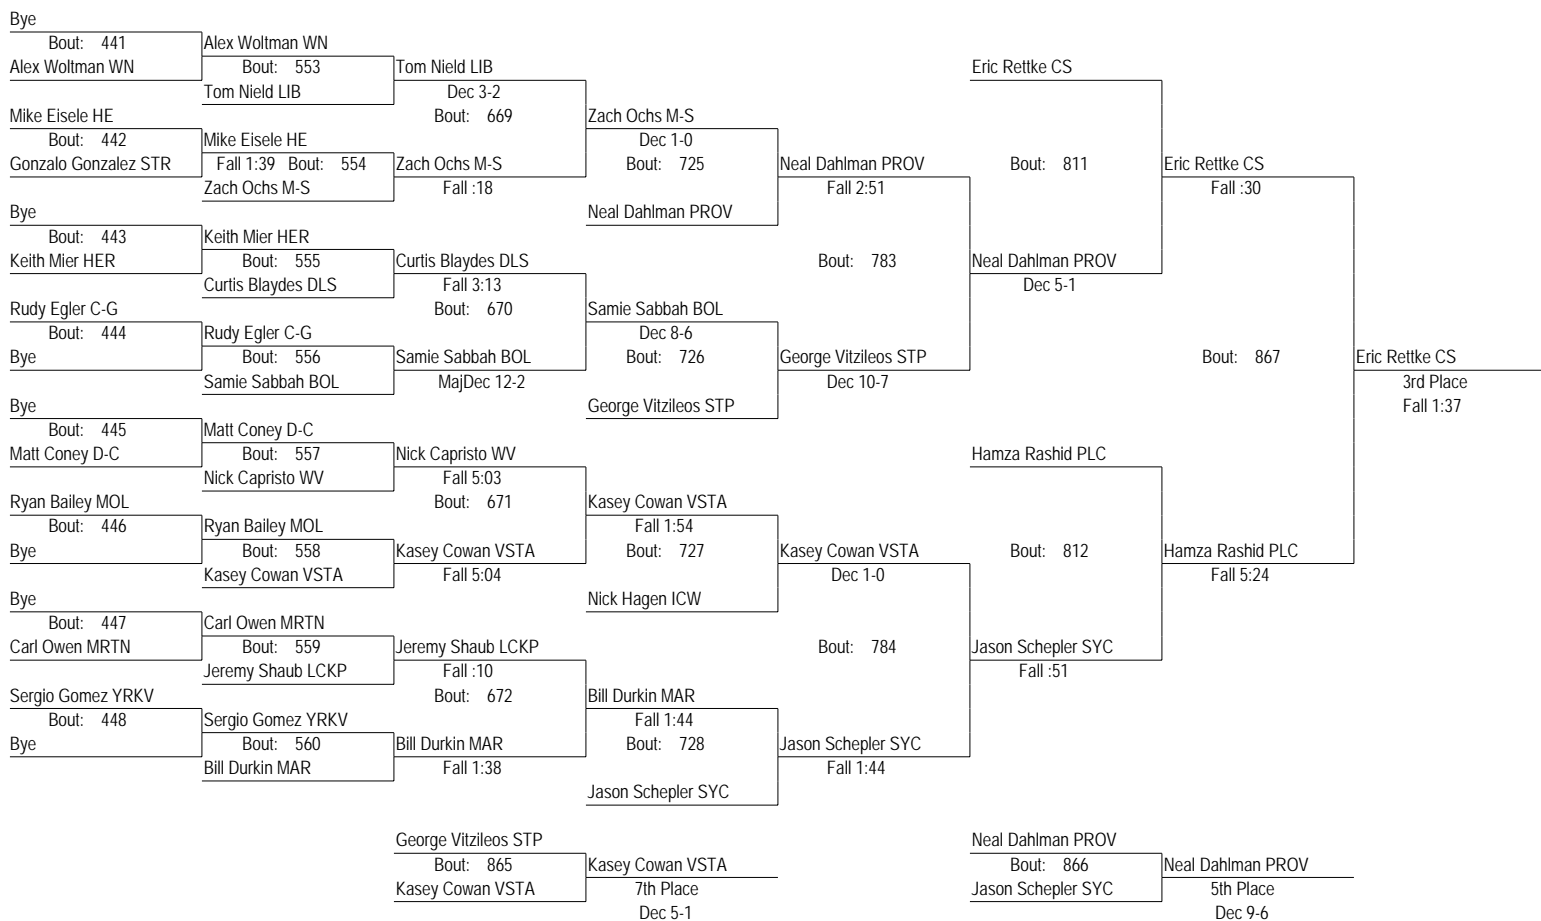 Bye
Bout: 441
Alex Woltman WN
Alex Woltman WN
Bout: 553
Tom Nield LIB
Tom Nield LIB
Dec 3-2
Eric Rettke CS
Mike Eisele HE
Bout: 442
Gonzalo Gonzalez STR
Mike Eisele HE
Fall 1:39 Bout: 554
Zach Ochs M-S
Bout: 669
Zach Ochs M-S
Fall :18
Zach Ochs M-S
Dec 1-0
Bout: 725
Neal Dahlman PROV
Neal Dahlman PROV
Fall 2:51
Bout: 811
Eric Rettke CS
Fall :30
Bye
Bout: 443
Keith Mier HER
Keith Mier HER
Bout: 555
Curtis Blaydes DLS
Curtis Blaydes DLS
Fall 3:13
Bout: 783
Neal Dahlman PROV
Dec 5-1
Rudy Egler C-G
Bout: 444
Bye
Rudy Egler C-G
Bout: 556
Samie Sabbah BOL
Bout: 670
Samie Sabbah BOL
MajDec 12-2
Samie Sabbah BOL
Dec 8-6
Bout: 726
George Vitzileos STP
George Vitzileos STP
Dec 10-7
Bout: 867
Eric Rettke CS
3rd Place
Fall 1:37
Bye
Bout: 445
Matt Coney D-C
Matt Coney D-C
Bout: 557
Nick Capristo WV
Nick Capristo WV
Fall 5:03
Hamza Rashid PLC
Ryan Bailey MOL
Bout: 446
Bye
Ryan Bailey MOL
Bout: 558
Kasey Cowan VSTA
Bout: 671
Kasey Cowan VSTA
Fall 5:04
Kasey Cowan VSTA
Fall 1:54
Bout: 727
Nick Hagen ICW
Kasey Cowan VSTA
Dec 1-0
Bout: 812
Hamza Rashid PLC
Fall 5:24
Bye
Bout: 447
Carl Owen MRTN
Carl Owen MRTN
Bout: 559
Jeremy Shaub LCKP
Jeremy Shaub LCKP
Fall :10
Bout: 784
Jason Schepler SYC
Fall :51
Sergio Gomez YRKV
Bout: 448
Bye
Sergio Gomez YRKV
Bout: 560
Bill Durkin MAR
Bout: 672
Bill Durkin MAR
Fall 1:38
Bill Durkin MAR
Fall 1:44
Bout: 728
Jason Schepler SYC
Jason Schepler SYC
Fall 1:44
George Vitzileos STP
Bout: 865
Kasey Cowan VSTA
Kasey Cowan VSTA
7th Place
Dec 5-1
Neal Dahlman PROV
Bout: 866
Jason Schepler SYC
Neal Dahlman PROV
5th Place
Dec 9-6